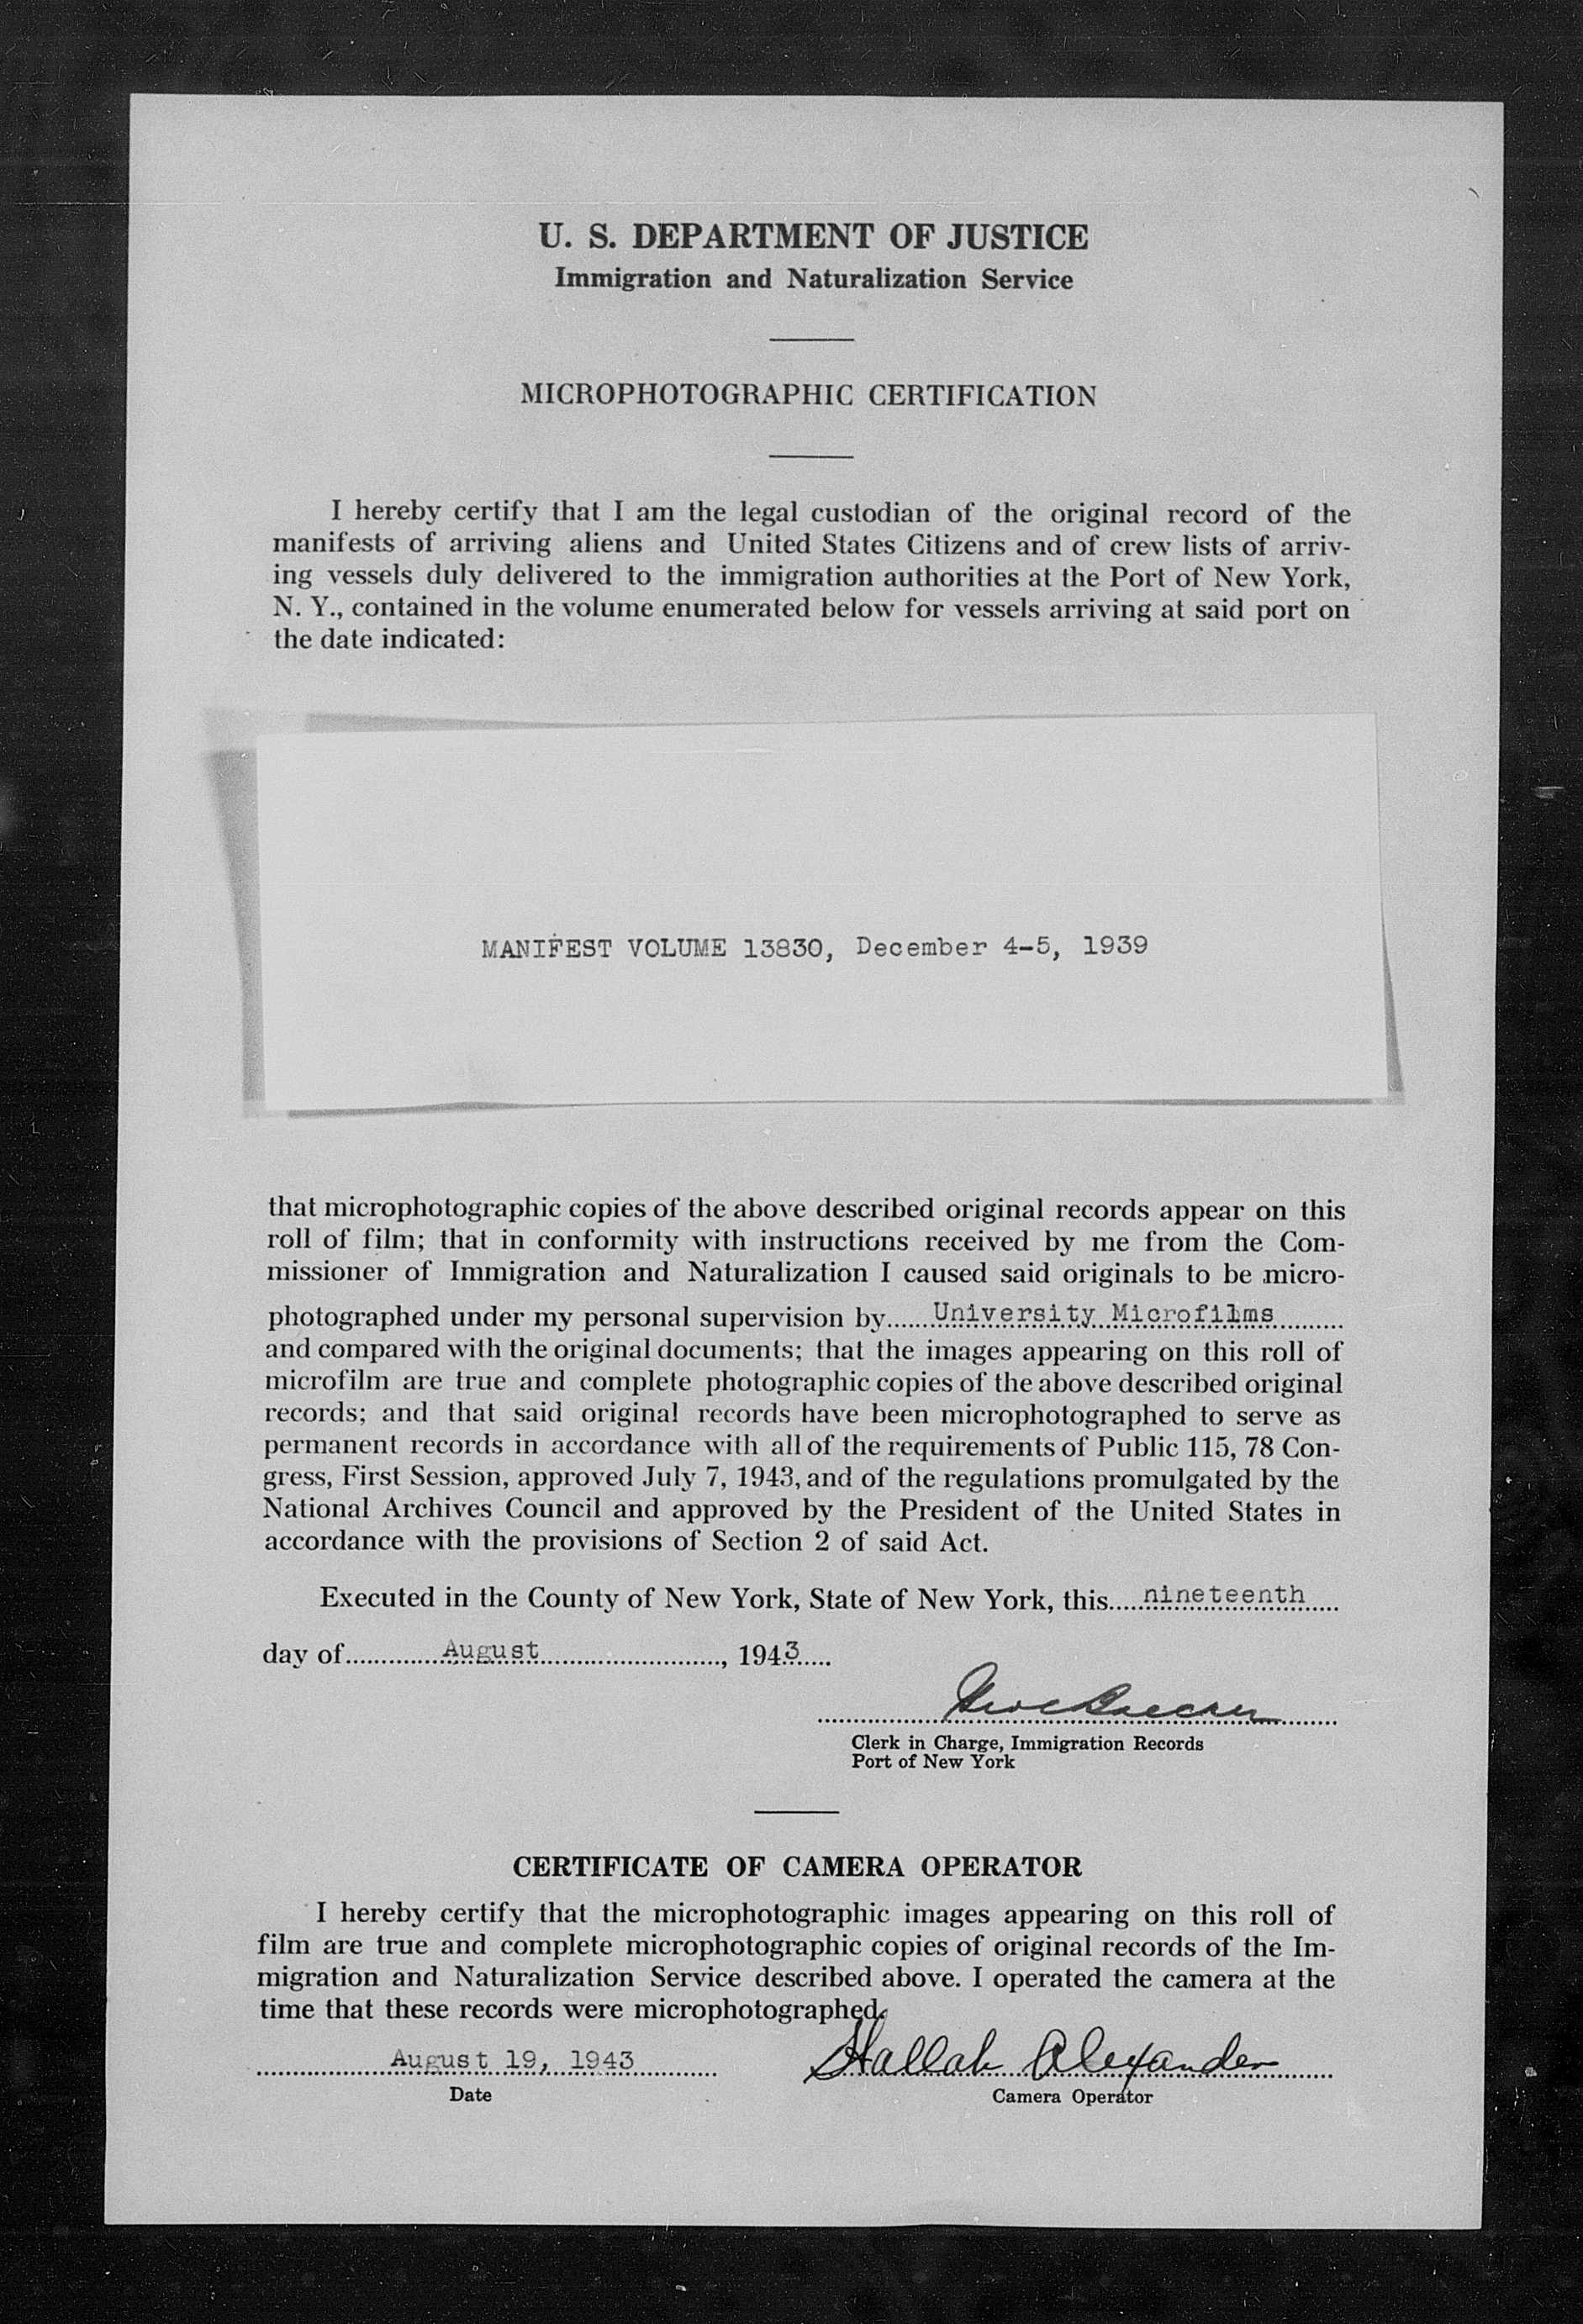 U. S. DEPARTMENT OF JUSTICE
Immigration and Naturalization Service
MICROPHOTOGRAPHIC CERTIFICATION
I hereby certify that I am the legal custodian of the original record of the
manifests of arriving aliens and United States Citizens and of crew lists of arriv-
ing vessels duly delivered to the immigration authorities at the Port of New York,
N. Y., contained in the volume enumerated below for vessels arriving at said port on
the date indicated:
MANIFEST VOLUME 13830, December 4-5, 1939
that microphotographic copies of the above described original records appear on this
roll of film; that in conformity with instructions received by me from the Com-
missioner of Immigration and Naturalization I caused said originals to be micro-
photographed under my personal supervision by......University Microfilms..........
and compared with the original documents; that the images appearing on this roll of
microfilm are true and complete photographic copies of the above described original
records; and that said original records have been microphotographed to serve as
permanent records in accordance with all of the requirements of Public 115, 78 Con-
gress, First Session, approved July 7, 1943, and of the regulations promulgated by the
National Archives Council and approved by the President of the United States in
accordance with the provisions of Section 2 of said Act.
Executed in the County of New York, State of New York, this.....nineteenth.....
day of..............August............................, 1943.....
Clerk in Charge, Immigration Records
Port of New York
CERTIFICATE OF CAMERA OPERATOR
I hereby certify that the microphotographic images appearing on this roll of
film are true and complete microphotographic copies of original records of the Im-
migration and Naturalization Service described above. I operated the camera at the
time that these records were microphotographed.
August 19, 1943 Hallah Alexander
Date Camera Operator